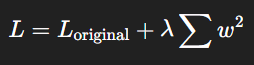 L = L_original + λ ∑ w²